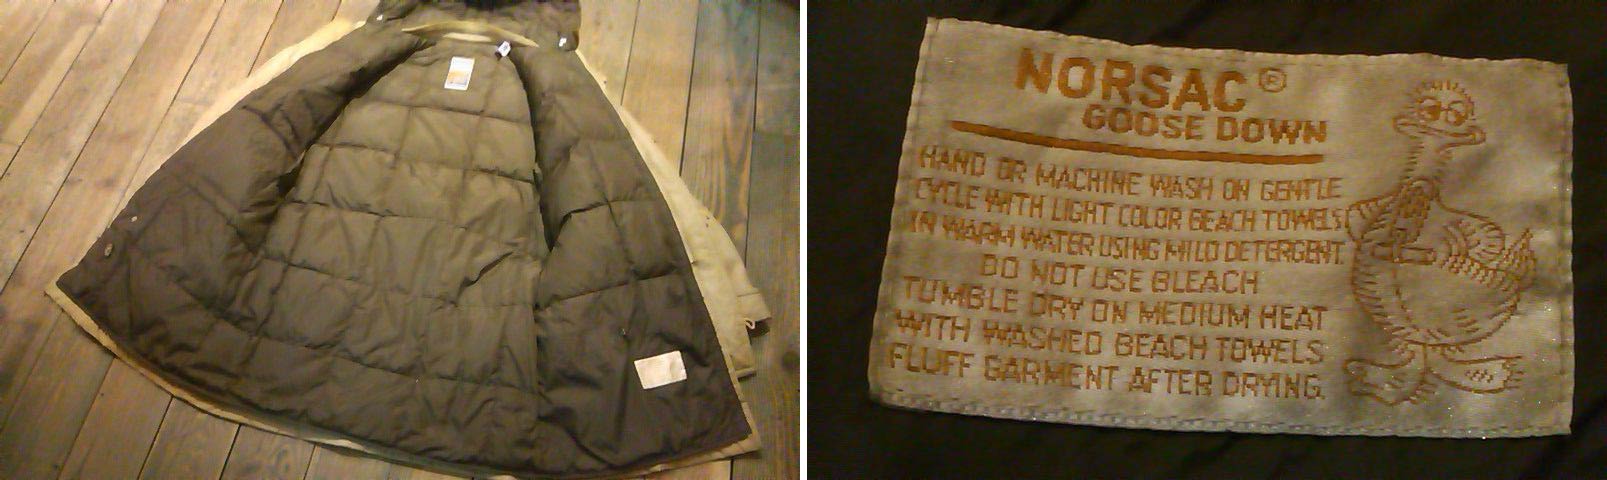 NORSAC ®
GOOSE DOWN
HAND OR MACHINE WASH ON GENTLE
CYCLE WITH LIGHT COLOR BEACH TOWELS
IN WARM WATER USING MILD DETERGENT.
DO NOT USE BLEACH
TUMBLE DRY ON MEDIUM HEAT
WITH WASHED BEACH TOWELS
FLUFF GARMENT AFTER DRYING.